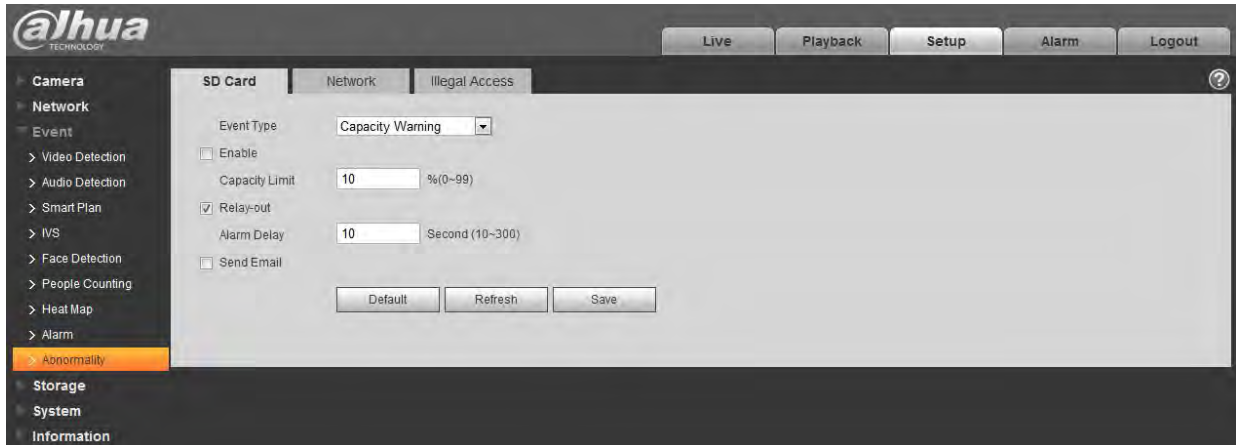 alhua
TECHNOLOGY
Live Playback Setup Alarm Logout
Camera
Network
Event
> Video Detection
> Audio Detection
> Smart Plan
> IVS
> Face Detection
> People Counting
> Heat Map
> Alarm
> Abnormality
Storage
System
Information
SD Card Network Illegal Access
?
Event Type Capacity Warning
Enable
Capacity Limit 10 %(0~99)
Relay-out
Alarm Delay 10 Second (10~300)
Send Email
Default Refresh Save